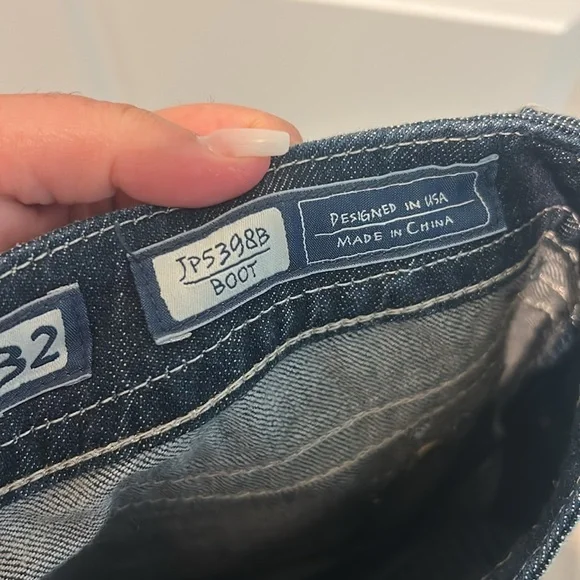 32
JP5398B
BOOT
DESIGNED IN USA
MADE IN CHINA